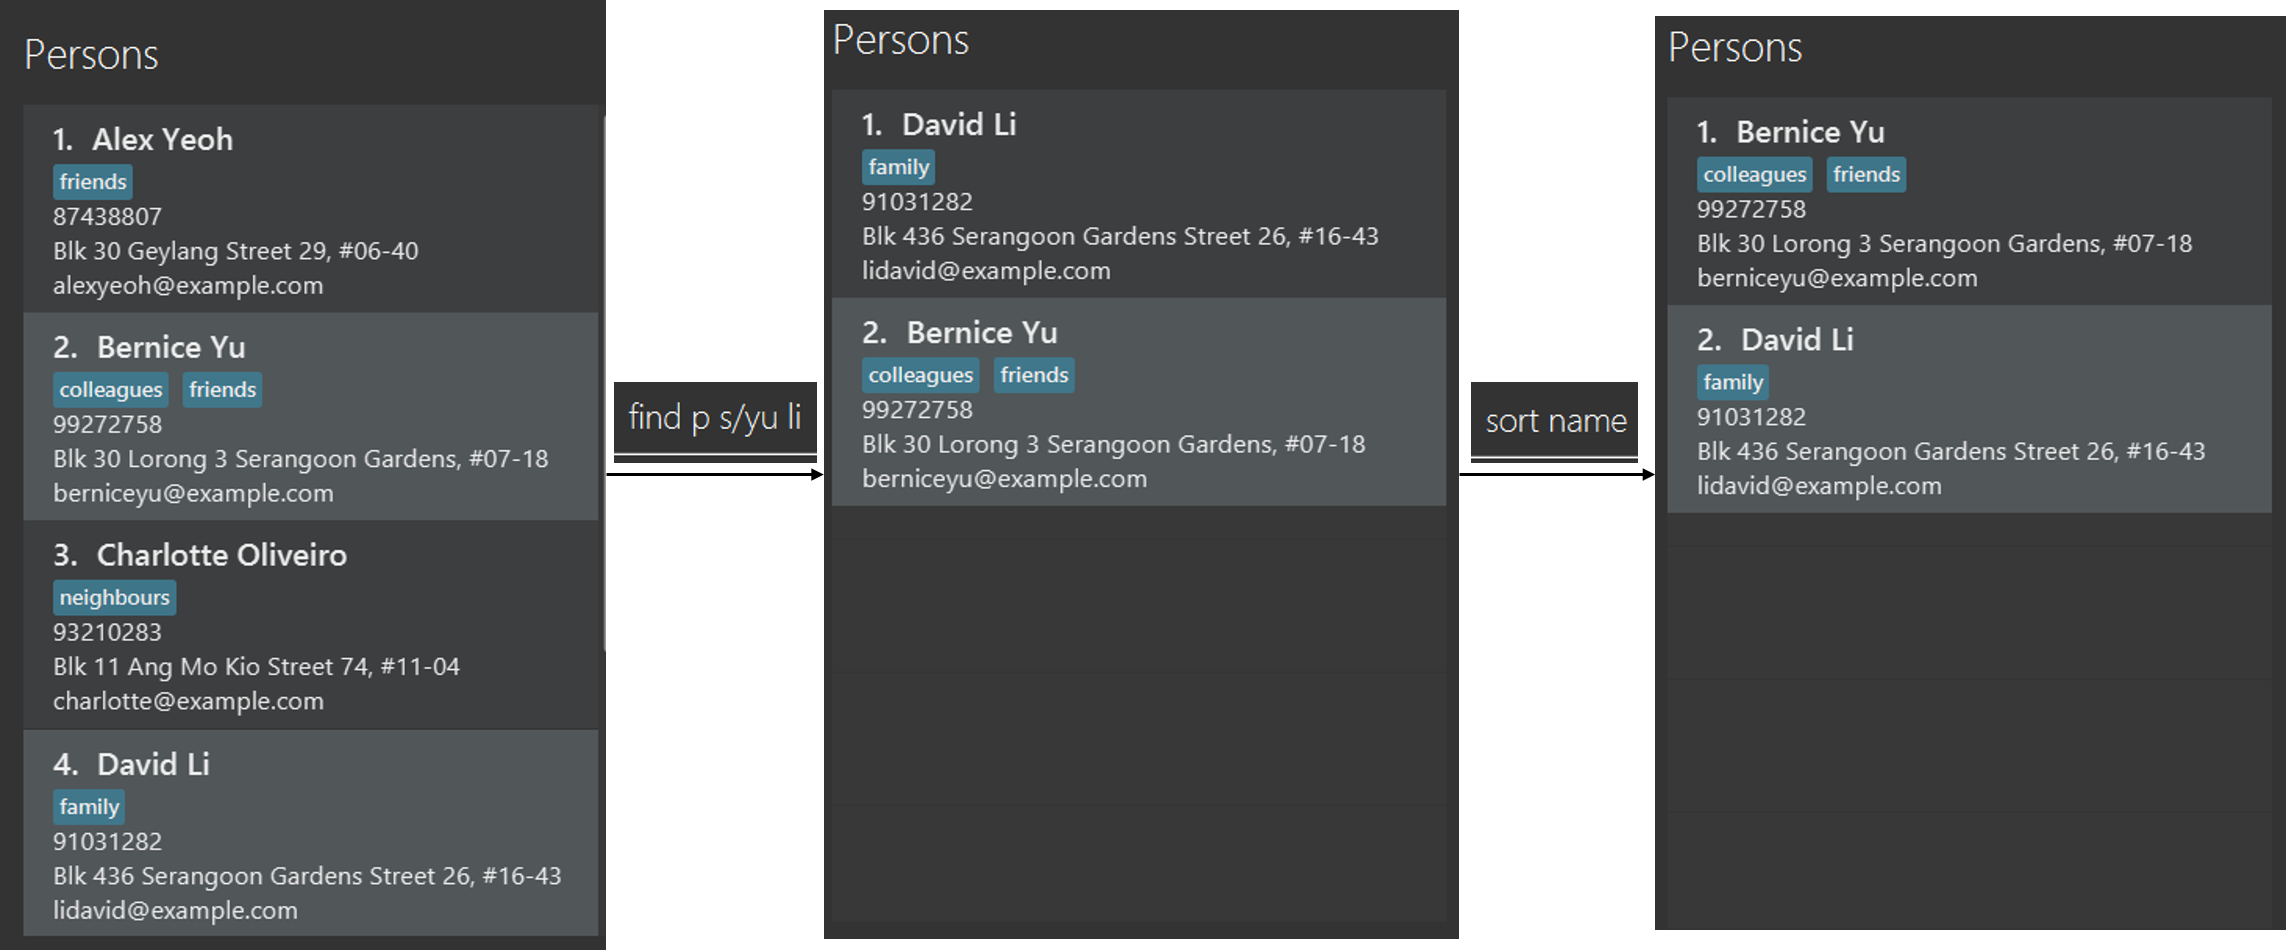 Persons
1. Alex Yeoh
friends
87438807
Blk 30 Geylang Street 29, #06-40
alexyeoh@example.com
2. Bernice Yu
colleagues friends
99272758
Blk 30 Lorong 3 Serangoon Gardens, #07-18
berniceyu@example.com
3. Charlotte Oliveiro
neighbours
93210283
Blk 11 Ang Mo Kio Street 74, #11-04
charlotte@example.com
4. David Li
family
91031282
Blk 436 Serangoon Gardens Street 26, #16-43
lidavid@example.com
find p s/yu li
Persons
1. David Li
family
91031282
Blk 436 Serangoon Gardens Street 26, #16-43
lidavid@example.com
2. Bernice Yu
colleagues friends
99272758
Blk 30 Lorong 3 Serangoon Gardens, #07-18
berniceyu@example.com
sort name
Persons
1. Bernice Yu
colleagues friends
99272758
Blk 30 Lorong 3 Serangoon Gardens, #07-18
berniceyu@example.com
2. David Li
family
91031282
Blk 436 Serangoon Gardens Street 26, #16-43
lidavid@example.com